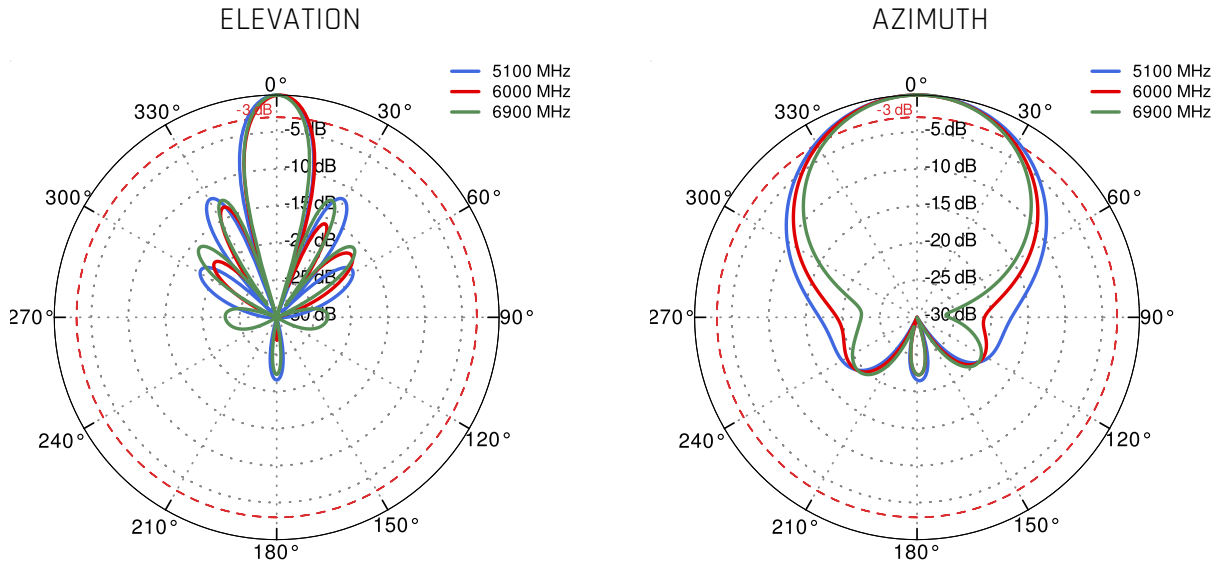 ELEVATION
5100 MHz
6000 MHz
6900 MHz
0°
330°
30°
-3 dB
-5 dB
-10 dB
300°
60°
-15 dB
-20 dB
-25 dB
270°
-30 dB
90°
240°
120°
210°
150°
180°
AZIMUTH
5100 MHz
6000 MHz
6900 MHz
0°
330°
30°
-3 dB
-5 dB
-10 dB
300°
60°
-15 dB
-20 dB
-25 dB
270°
-30 dB
90°
240°
120°
210°
150°
180°